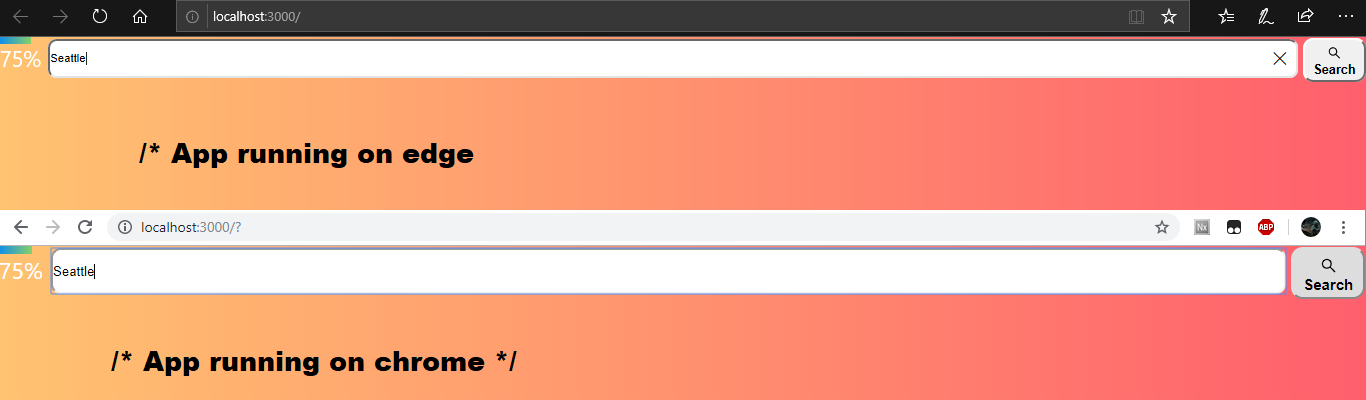 localhost:3000/
75% Seattle
Search
/* App running on edge
localhost:3000/?
Nx ABP
75% Seattle
Search
/* App running on chrome */